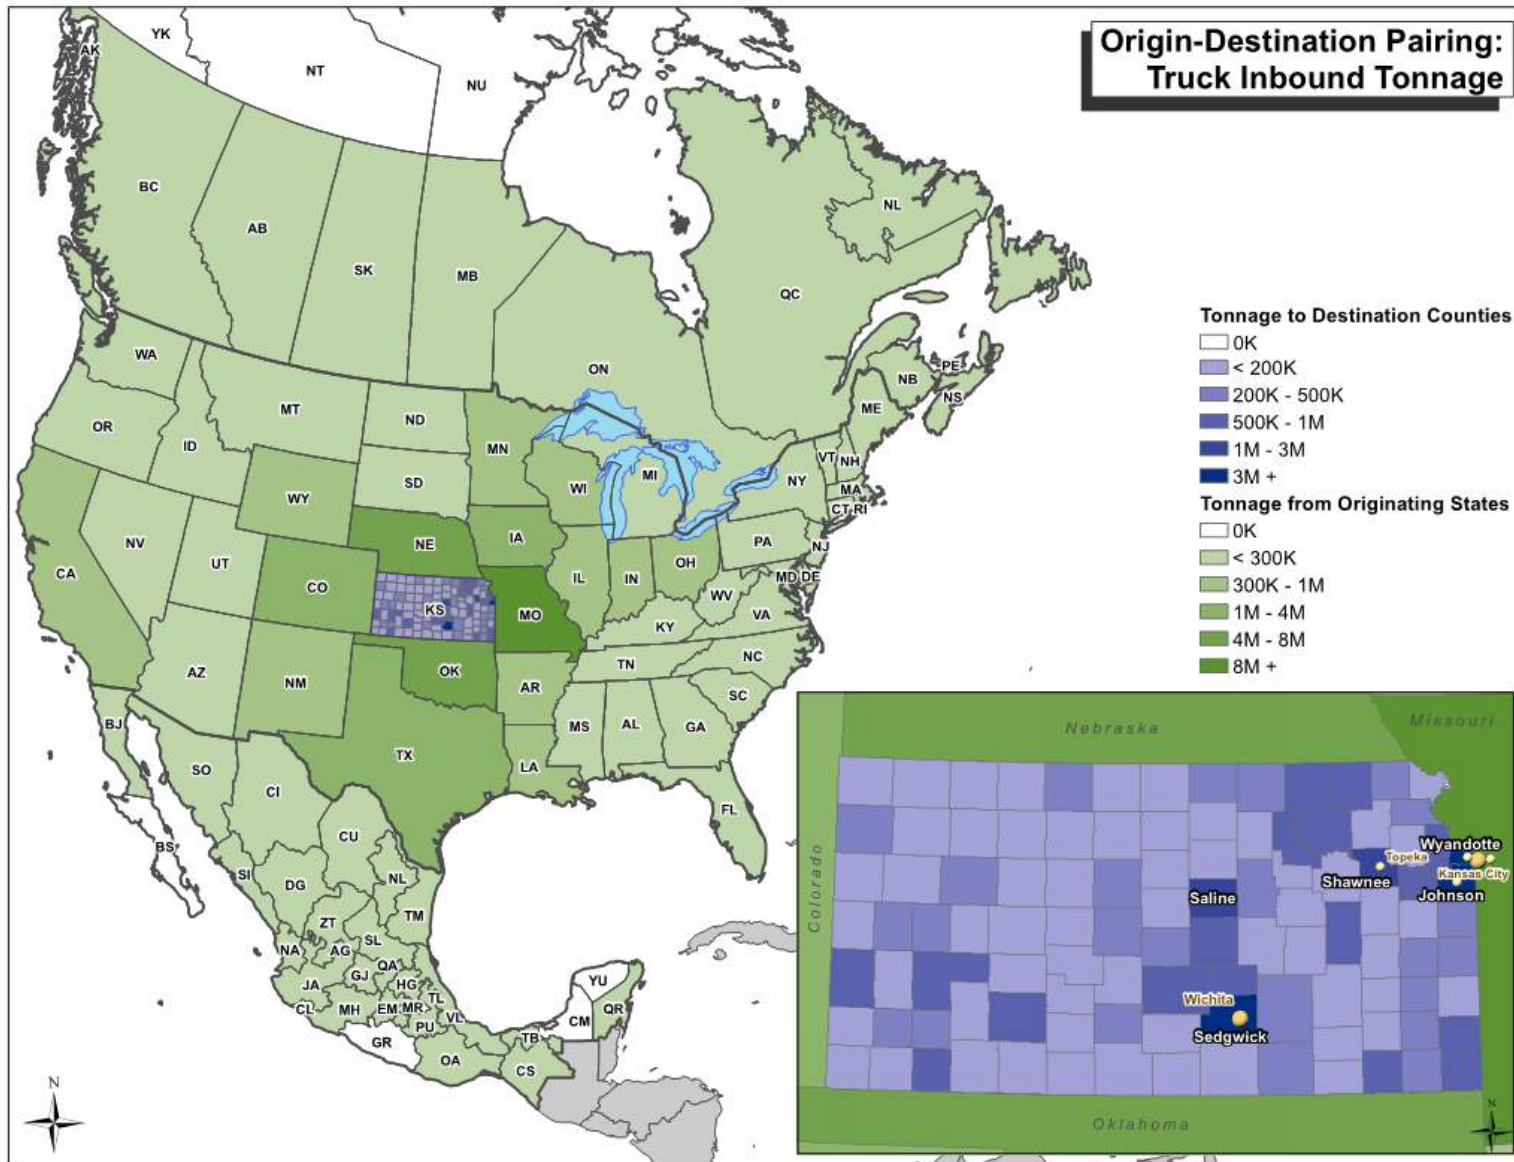 Origin-Destination Pairing:
Truck Inbound Tonnage
YK
AK
NT
NU
BC
AB
SK
MB
NL
QC
ON
NB
PE
NS
WA
MT
ND
MN
ME
OR
ID
VT
NH
SD
WI
MI
NY
MA
WY
CT RI
NV
UT
NE
IA
PA
NJ
CA
CO
IL
IN
OH
MD
DE
WV
KS
MO
VA
KY
AZ
NM
OK
AR
TN
NC
SC
BJ
MS
AL
GA
SO
TX
LA
CI
FL
CU
BS
SI
DG
NL
ZT
TM
NA
AG
SL
JA
GJ
QA
HG
CL
MH
EM
MR
TL
PU
VL
GR
OA
TB
CS
YU
CM
QR
N
Tonnage to Destination Counties
0K
< 200K
200K - 500K
500K - 1M
1M - 3M
3M +
Tonnage from Originating States
0K
< 300K
300K - 1M
1M - 4M
4M - 8M
8M +
Nebraska
Missouri
Colorado
Wyandotte
Topeka
Kansas City
Shawnee
Johnson
Saline
Wichita
Sedgwick
Oklahoma
N